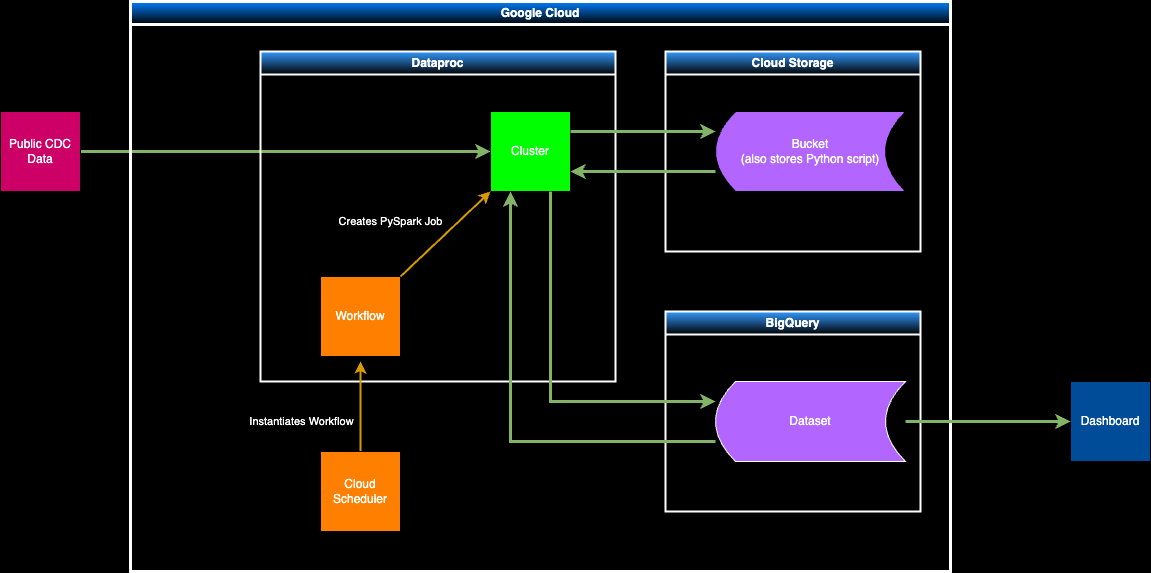 Google Cloud
Dataproc
Cloud Storage
Public CDC
Data
Cluster
Bucket
(also stores Python script)
Creates PySpark Job
Workflow
BigQuery
Instantiates Workflow
Dataset
Dashboard
Cloud
Scheduler